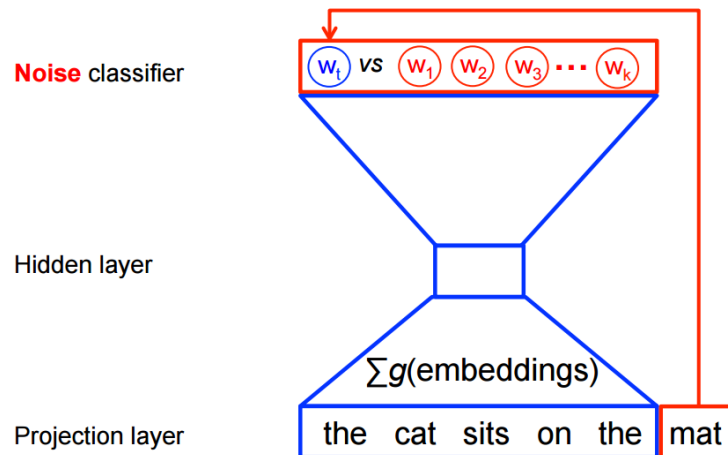 Noise classifier
w_t vs w_1 w_2 w_3 ... w_k
Hidden layer
∑g(embeddings)
Projection layer
the cat sits on the mat